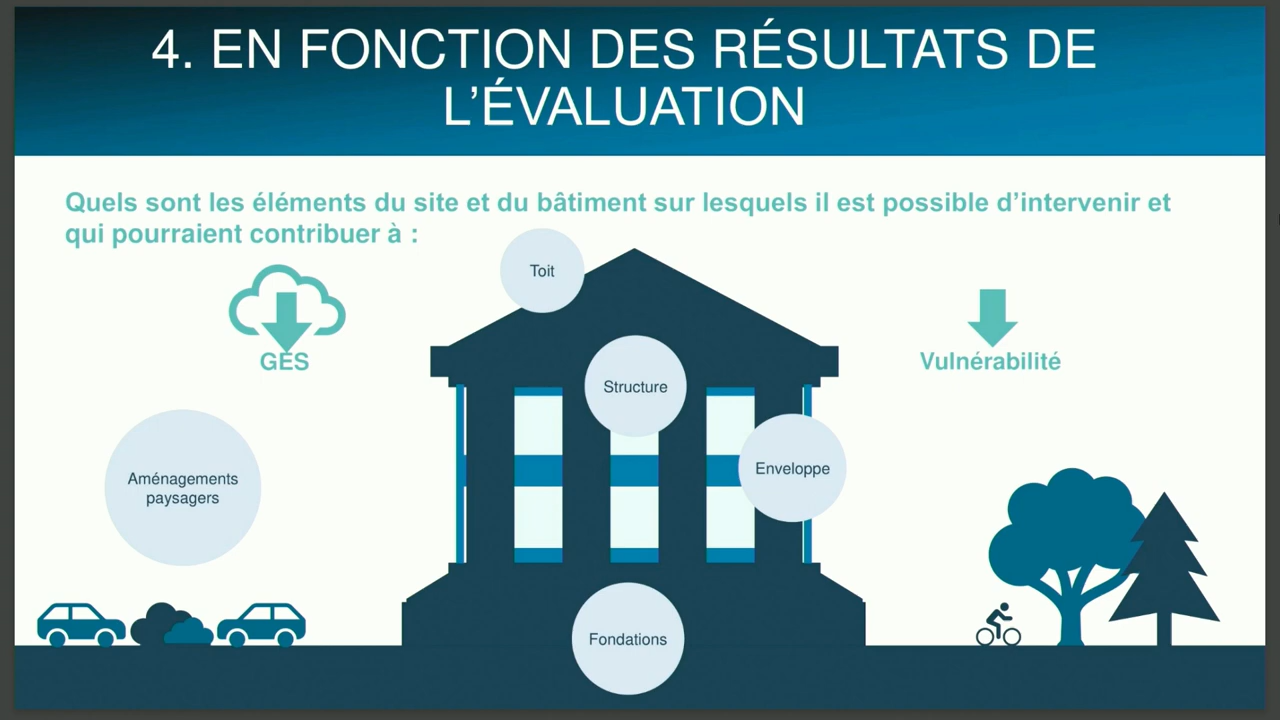 4. EN FONCTION DES RÉSULTATS DE
L’ÉVALUATION
Quels sont les éléments du site et du bâtiment sur lesquels il est possible d’intervenir et
qui pourraient contribuer à :
Toit
GES
Vulnérabilité
Structure
Enveloppe
Aménagements
paysagers
Fondations